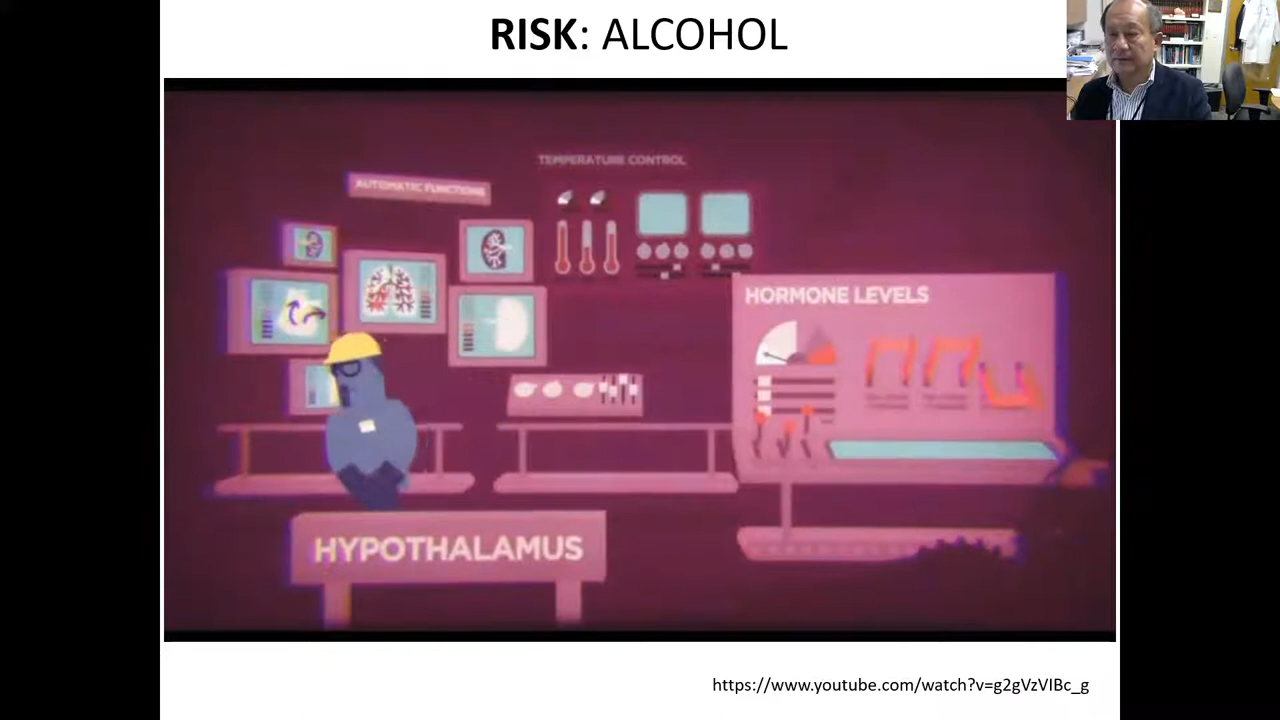 RISK: ALCOHOL
TEMPERATURE CONTROL
AUTOMATIC FUNCTIONS
HORMONE LEVELS
HYPOTHALAMUS
https://www.youtube.com/watch?v=g2gVzVIBc_g